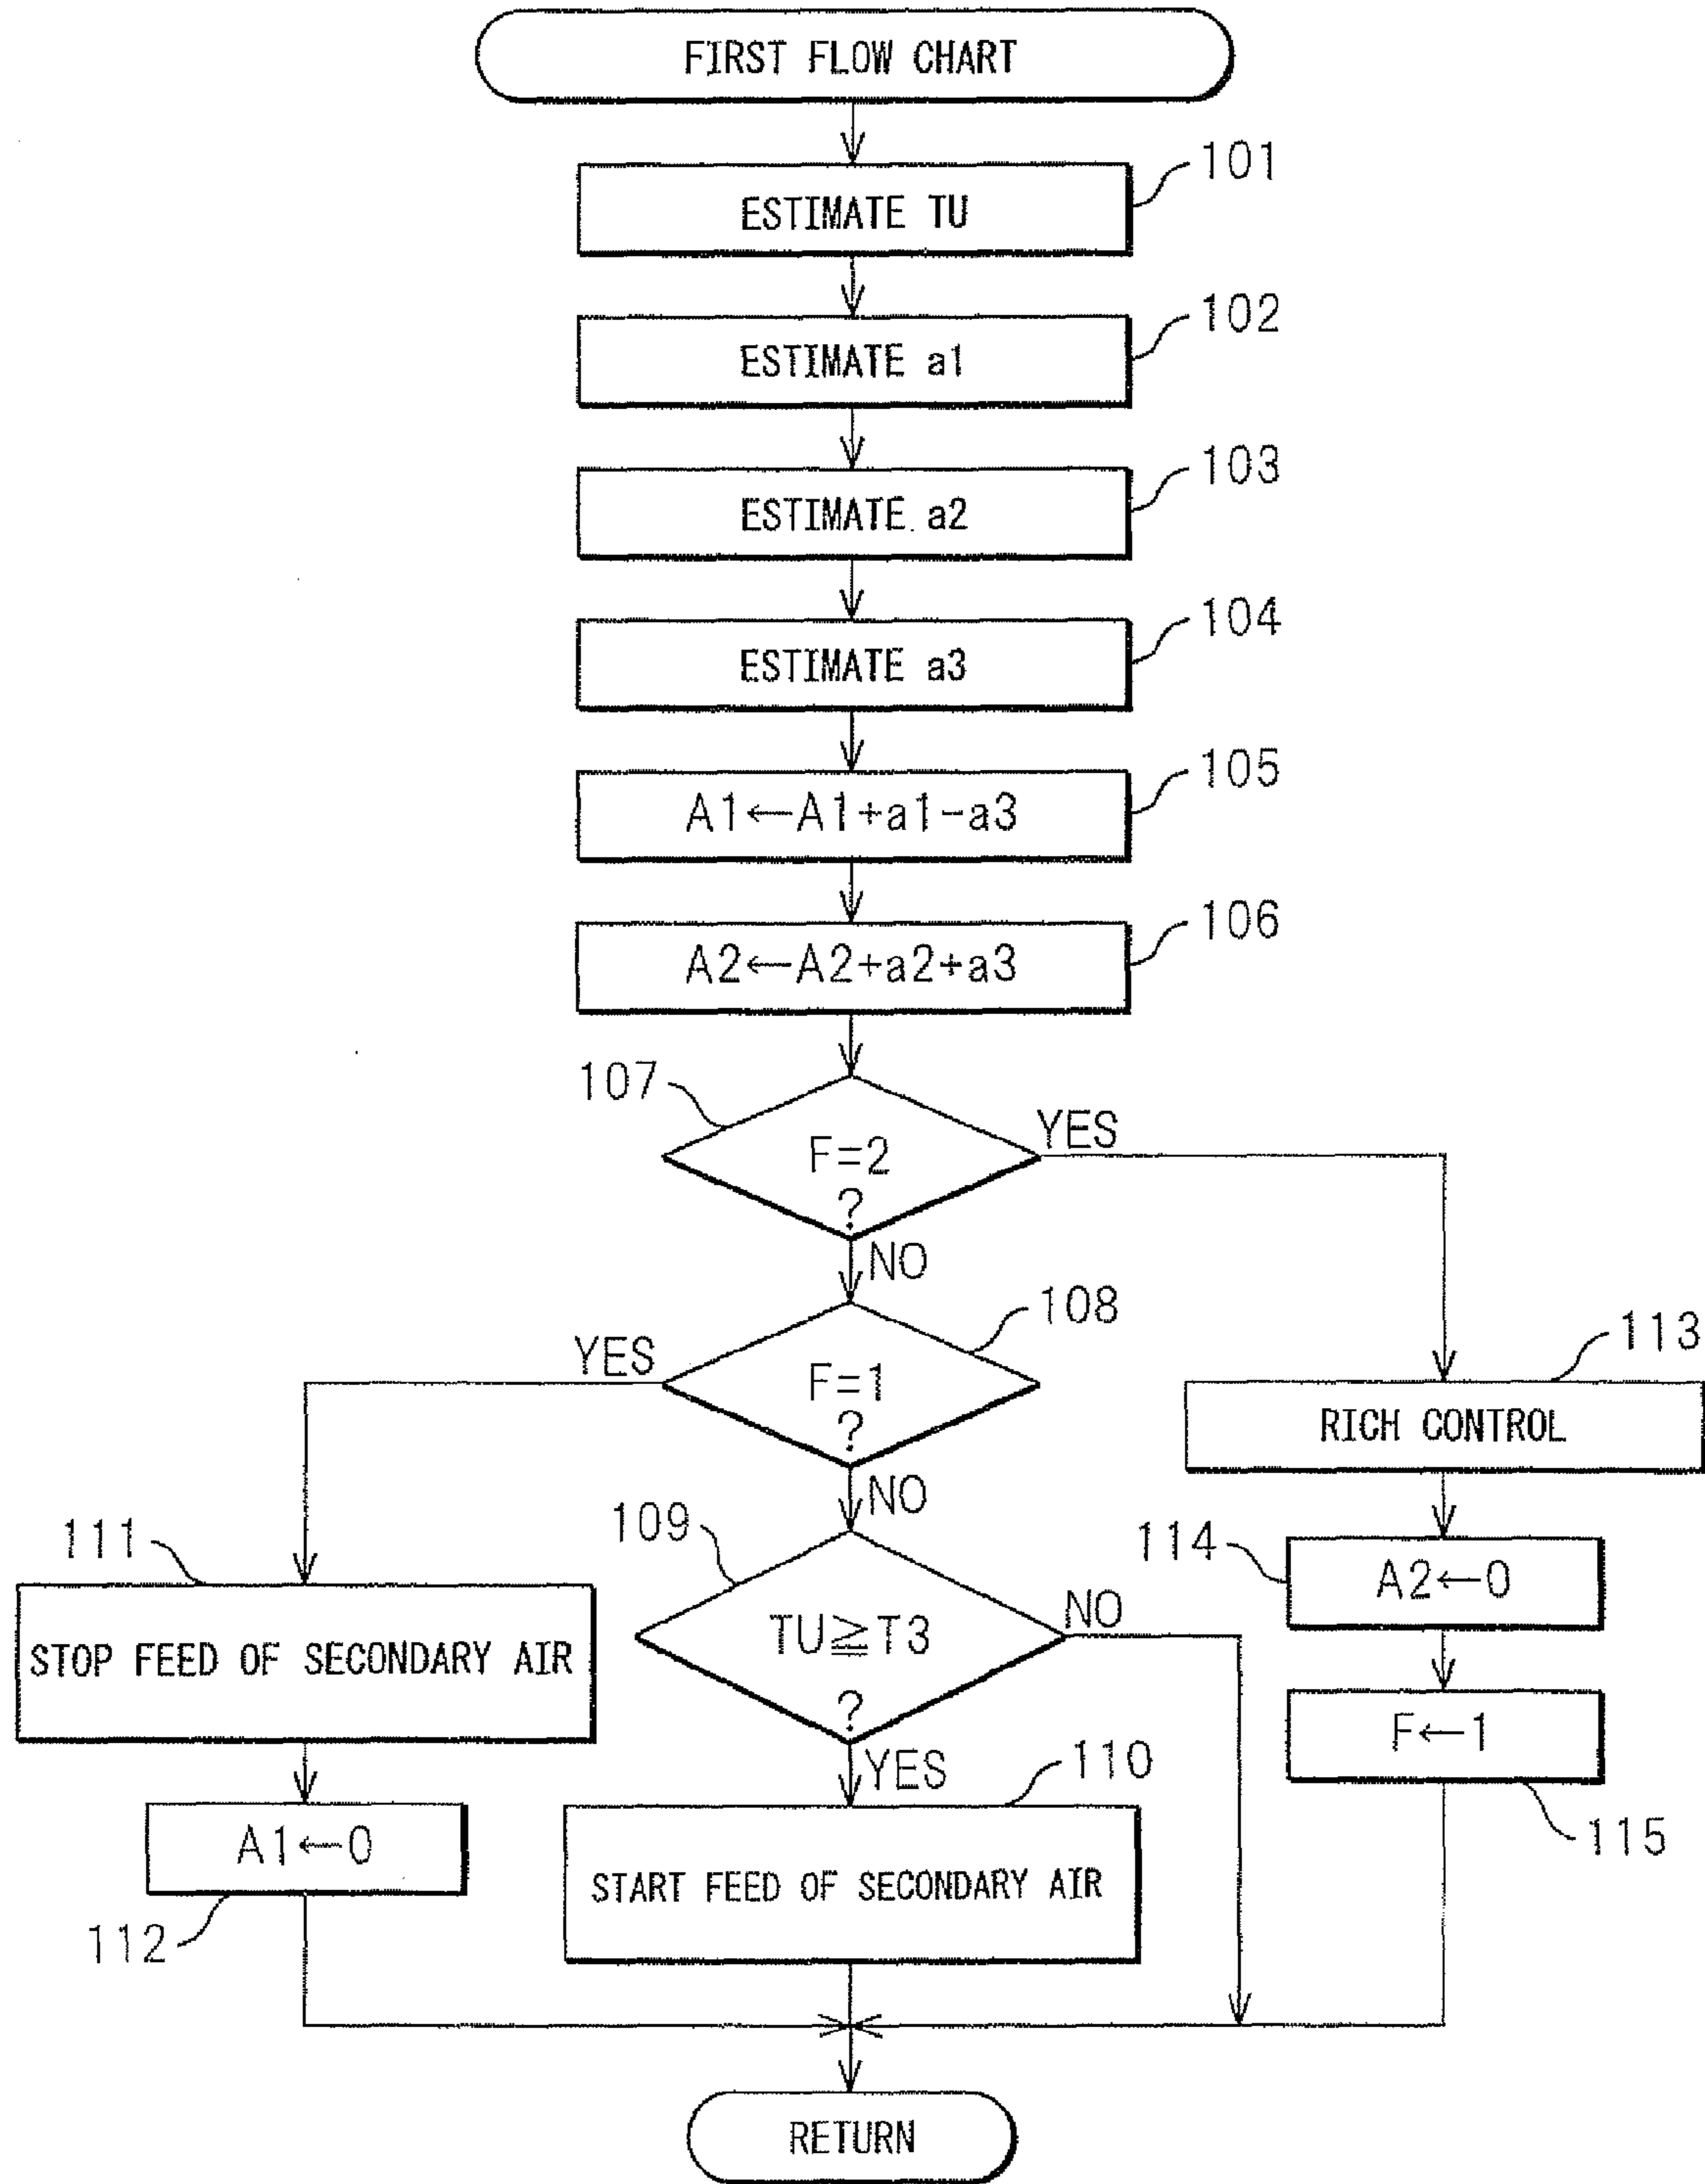 FIRST FLOW CHART
101
ESTIMATE TU
102
ESTIMATE a1
103
ESTIMATE a2
104
ESTIMATE a3
105
A1←A1+a1-a3
106
A2←A2+a2+a3
107
F=2
?
YES
NO
108
YES
F=1
?
NO
113
RICH CONTROL
109
TU≧T3
?
NO
YES
111
STOP FEED OF SECONDARY AIR
114
A2←0
F←1
115
110
START FEED OF SECONDARY AIR
A1←0
112
RETURN